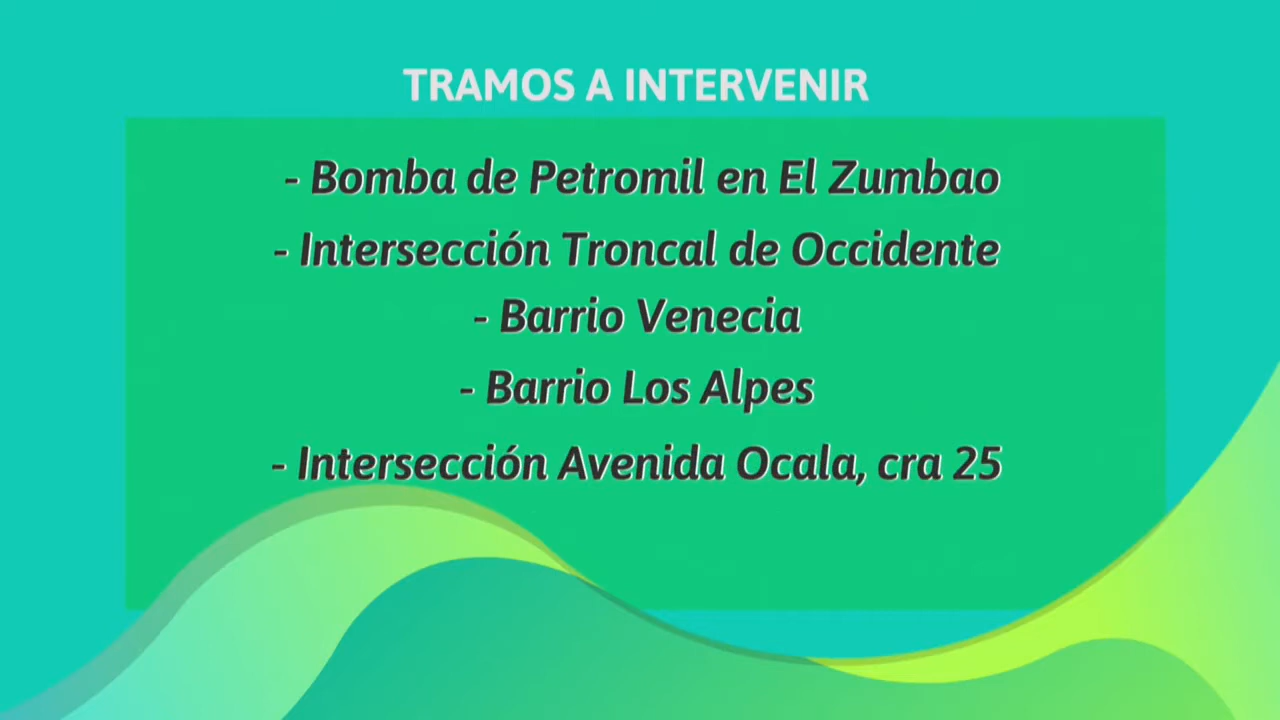 TRAMOS A INTERVENIR
- Bomba de Petromil en El Zumbao
- Intersección Troncal de Occidente
- Barrio Venecia
- Barrio Los Alpes
- Intersección Avenida Ocala, cra 25